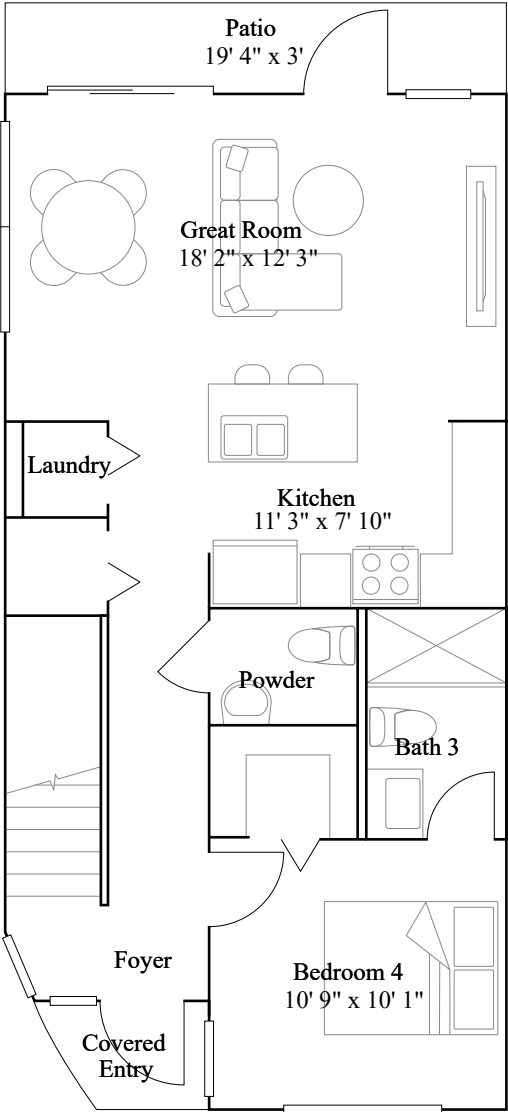 Patio
19' 4" x 3'
Great Room
18' 2" x 12' 3"
Laundry
Kitchen
11' 3" x 7' 10"
Powder
Bath 3
Foyer
Bedroom 4
10' 9" x 10' 1"
Covered
Entry